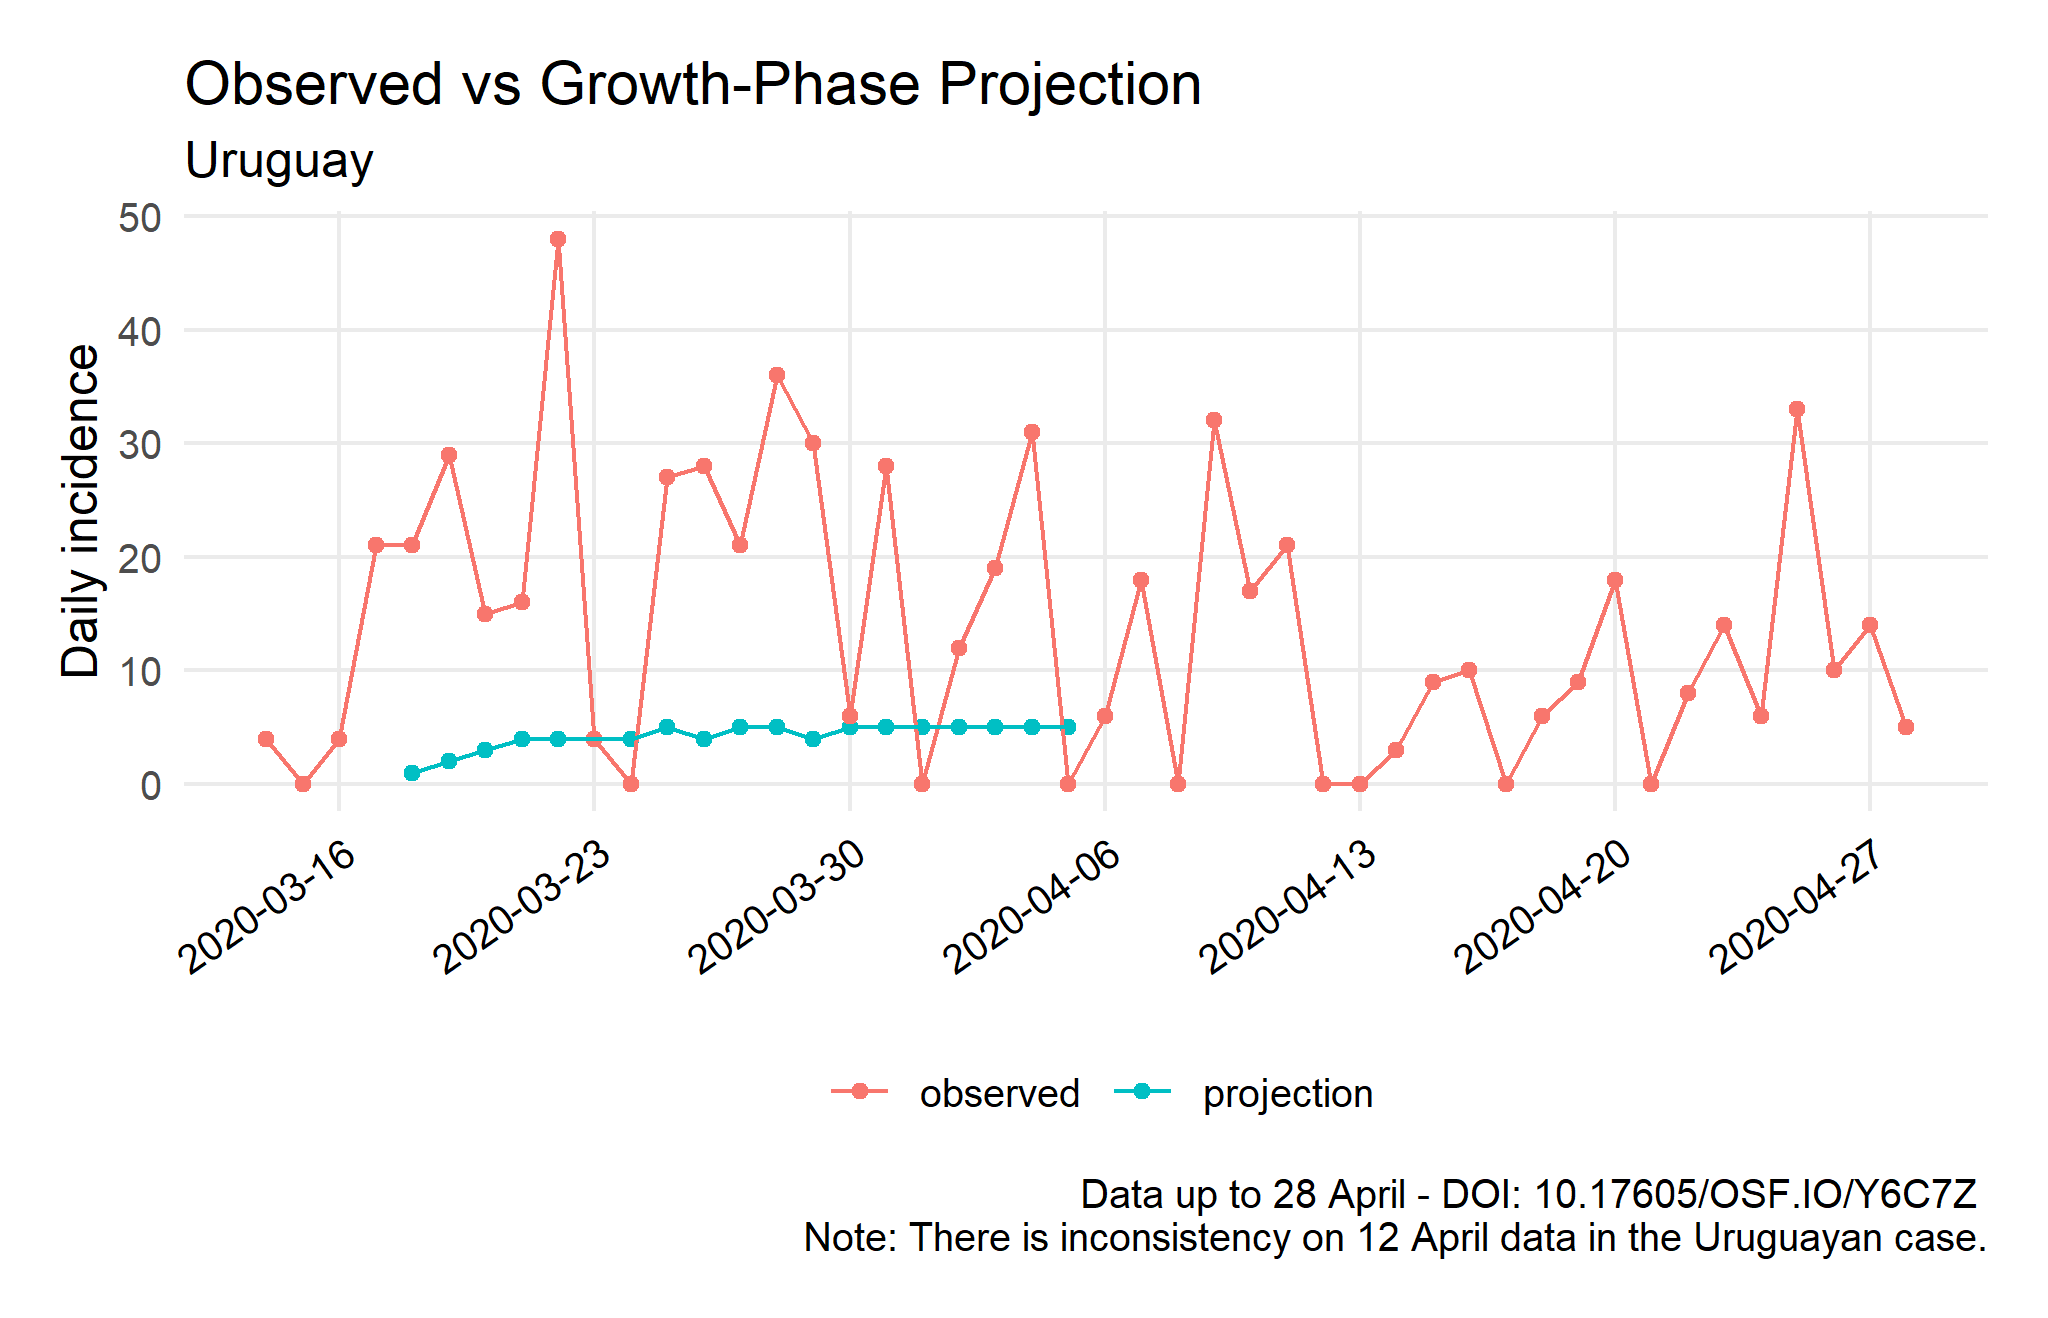 Observed vs Growth-Phase Projection
Uruguay
Daily incidence
50
40
30
20
10
0
2020-03-16
2020-03-23
2020-03-30
2020-04-06
2020-04-13
2020-04-20
2020-04-27
observed
projection
Data up to 28 April - DOI: 10.17605/OSF.IO/Y6C7Z
Note: There is inconsistency on 12 April data in the Uruguayan case.